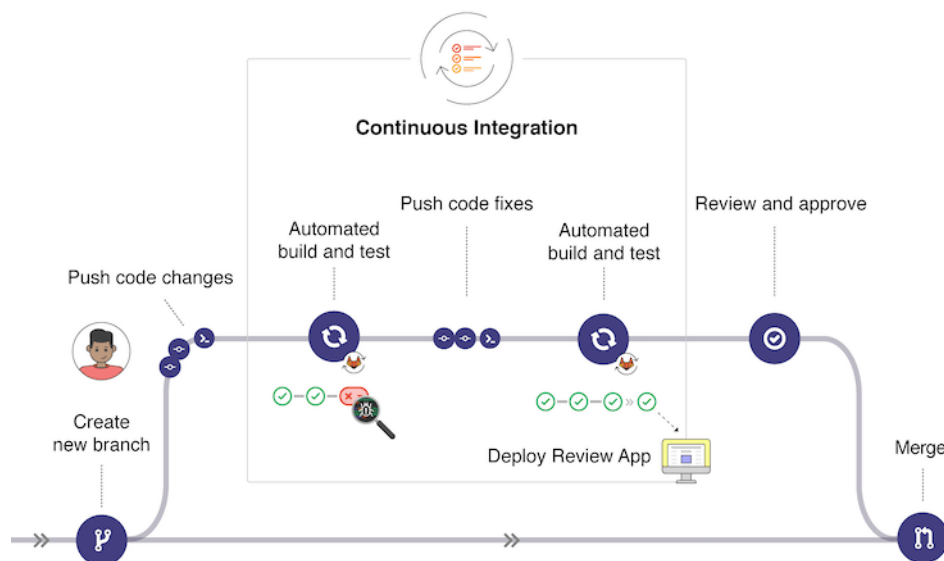 Continuous Integration
Push code fixes
Review and approve
Automated
build and test
Automated
build and test
Push code changes
Create
new branch
Deploy Review App
Merge